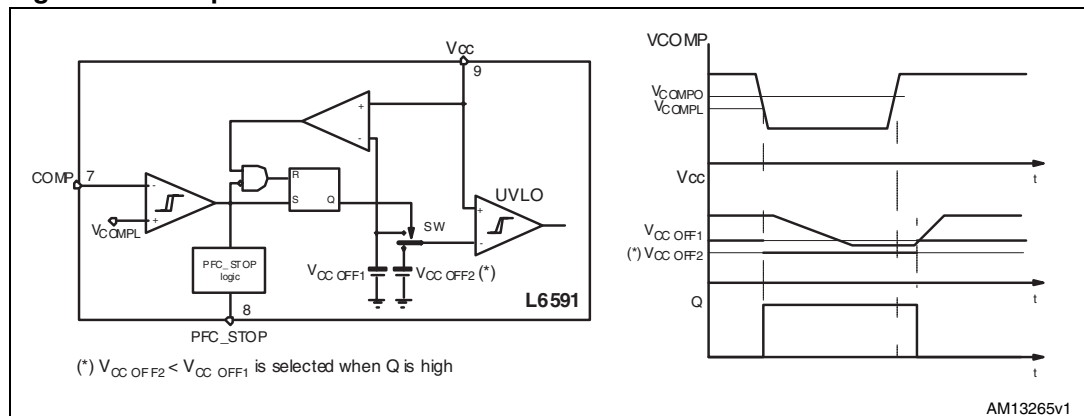 Vcc
9
COMP
7
VCOMPL
R
S
Q
UVLO
SW
PFC_STOP
logic
VCC OFF1
VCC OFF2 (*)
L6591
8
PFC_STOP
(*) VCC OFF2 < VCC OFF1 is selected when Q is high
VCOMP
VCOMPO
VCOMPL
t
Vcc
VCC OFF1
(*) VCC OFF2
t
Q
t
AM13265v1